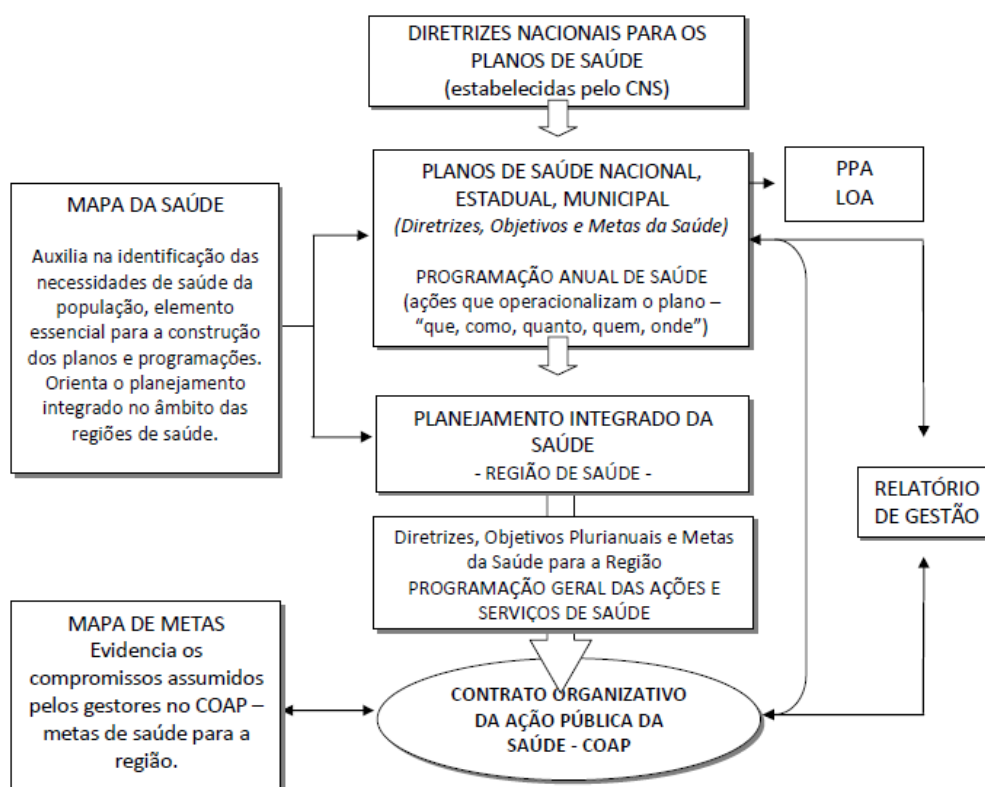 DIRETRIZES NACIONAIS PARA OS
PLANOS DE SAÚDE
(estabelecidas pelo CNS)
PLANOS DE SAÚDE NACIONAL,
ESTADUAL, MUNICIPAL
(Diretrizes, Objetivos e Metas da Saúde)
PROGRAMAÇÃO ANUAL DE SAÚDE
(ações que operacionalizam o plano –
“que, como, quanto, quem, onde”)
PPA
LOA
MAPA DA SAÚDE
Auxilia na identificação das
necessidades de saúde da
população, elemento
essencial para a construção
dos planos e programações.
Orienta o planejamento
integrado no âmbito das
regiões de saúde.
PLANEJAMENTO INTEGRADO DA
SAÚDE
- REGIÃO DE SAÚDE -
RELATÓRIO
DE GESTÃO
Diretrizes, Objetivos Plurianuais e Metas
da Saúde para a Região
PROGRAMAÇÃO GERAL DAS AÇÕES E
SERVIÇOS DE SAÚDE
MAPA DE METAS
Evidencia os
compromissos assumidos
pelos gestores no COAP –
metas de saúde para a
região.
CONTRATO ORGANIZATIVO
DA AÇÃO PÚBLICA DA
SAÚDE - COAP